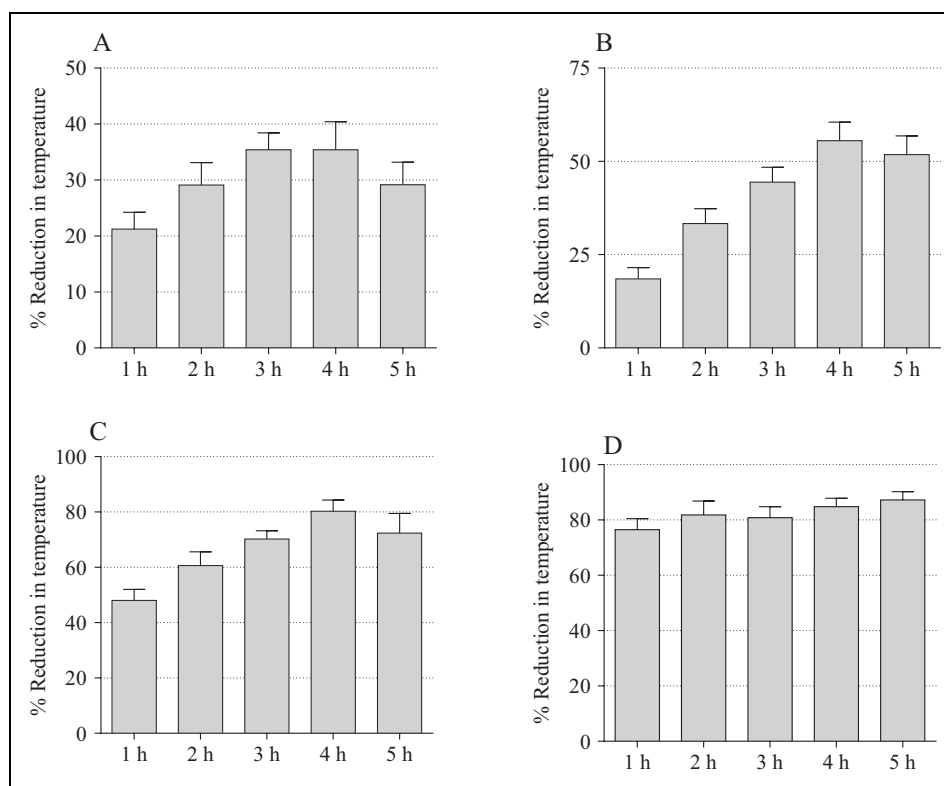 A
% Reduction in temperature
50
40
30
20
10
0
1 h 2 h 3 h 4 h 5 h
B
% Reduction in temperature
75
50
25
0
1 h 2 h 3 h 4 h 5 h
C
% Reduction in temperature
100
80
60
40
20
0
1 h 2 h 3 h 4 h 5 h
D
% Reduction in temperature
100
80
60
40
20
0
1 h 2 h 3 h 4 h 5 h